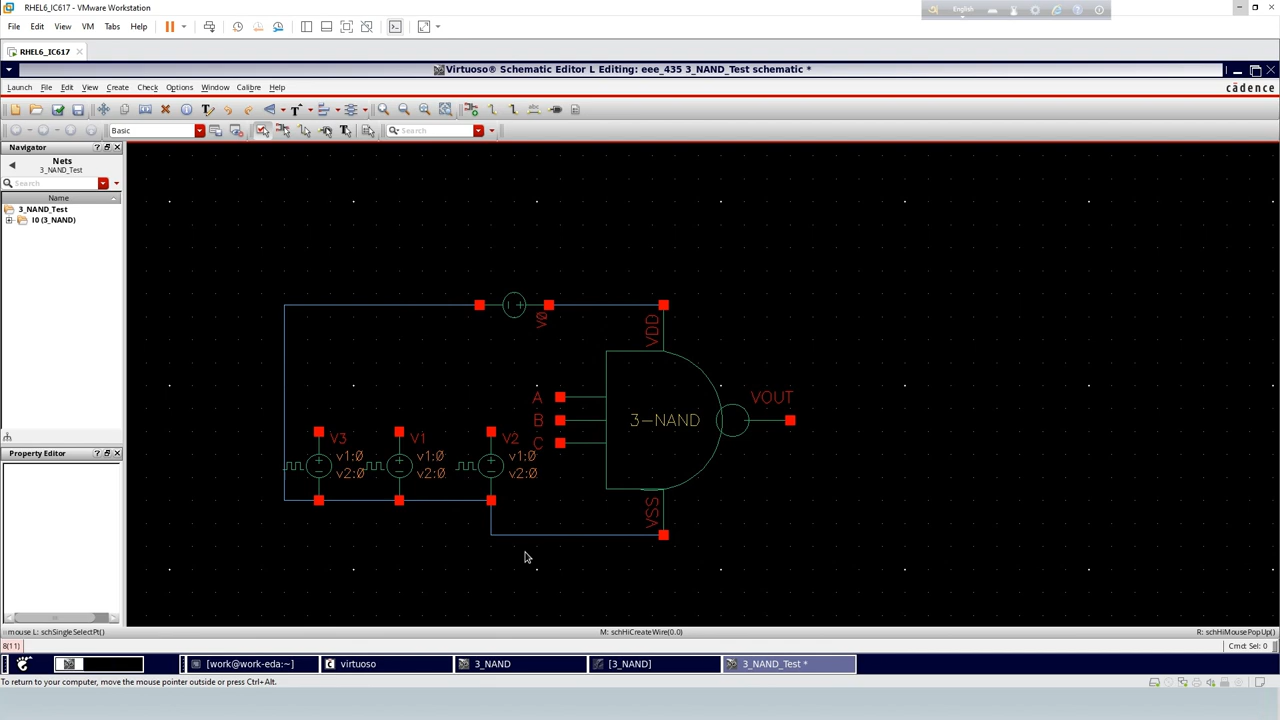 RHEL6_IC617 - VMware Workstation
English
File Edit View VM Tabs Help
RHEL6_IC617
Virtuoso® Schematic Editor L Editing: eee_435 3_NAND_Test schematic *
Launch File Edit View Create Check Options Window Calibre Help
cādence
Basic
Search
Navigator
Nets
3_NAND_Test
Search
Name
3_NAND_Test
I0 (3_NAND)
Property Editor
VDD
A
B
C
3-NAND
VOUT
VSS
V3
v1:0
v2:0
V1
v1:0
v2:0
V2
v1:0
v2:0
mouse L: schSingleSelectPt()
M: schHiCreateWire(0.0)
R: schHiMousePopUp()
8(11)
Cmd: Sel: 0
[work@work-eda:~]
virtuoso
3_NAND
[3_NAND]
3_NAND_Test *
To return to your computer, move the mouse pointer outside or press Ctrl+Alt.